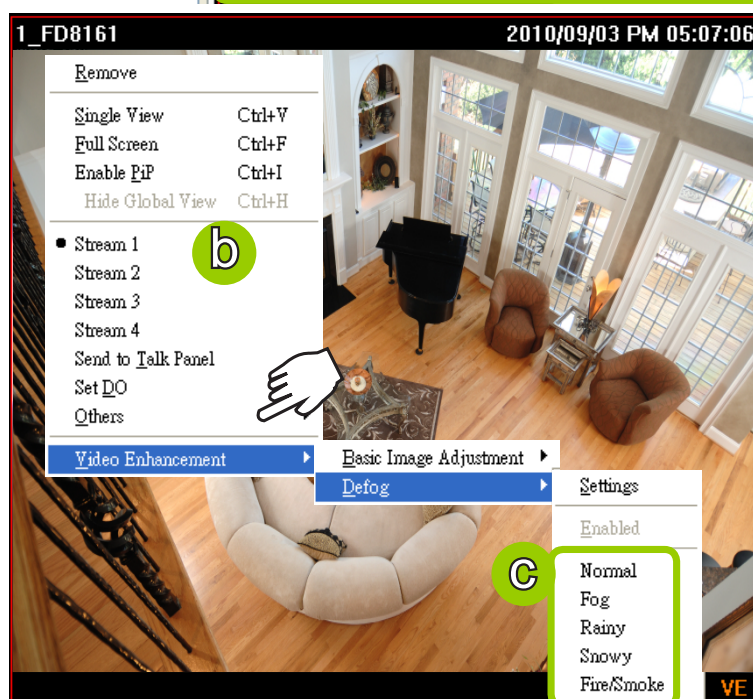 1_FD8161 2010/09/03 PM 05:07:06
Remove
Single View Ctrl+V
Full Screen Ctrl+F
Enable PiP Ctrl+I
Hide Global View Ctrl+H
Stream 1
b
Stream 2
Stream 3
Stream 4
Send to Talk Panel
Set DO
Others
Video Enhancement
Basic Image Adjustment
Defog
Settings
Enabled
c
Normal
Fog
Rainy
Snowy
Fire/Smoke
VE